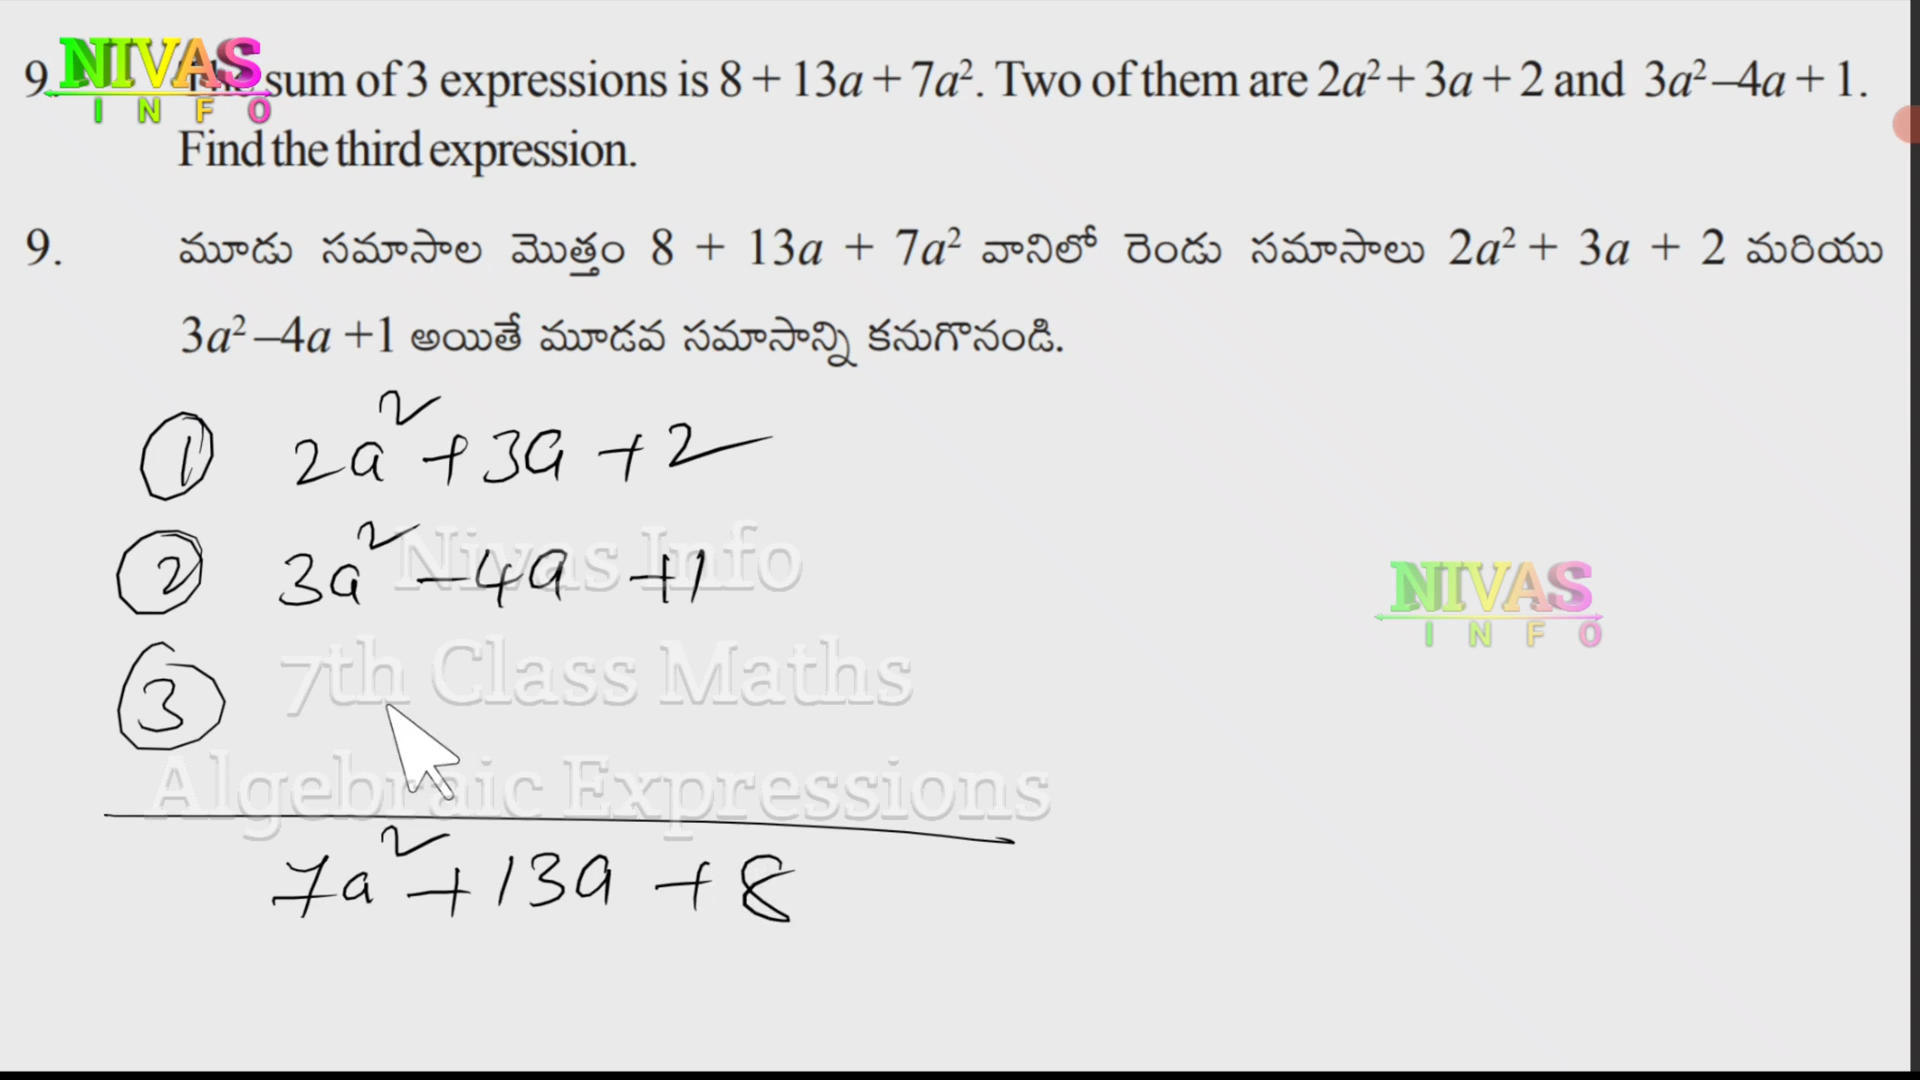 NIVAS
INFO
9. The sum of 3 expressions is 8 + 13a + 7a². Two of them are 2a² + 3a + 2 and 3a² –4a + 1.
Find the third expression.
9. మూడు సమాసాల మొత్తం 8 + 13a + 7a² వానిలో రెండు సమాసాలు 2a² + 3a + 2 మరియు
3a² –4a +1 అయితే మూడవ సమాసాన్ని కనుగొనండి.
① 2a² + 3a + 2
② 3a² – 4a + 1
Nivas Info
NIVAS
INFO
③
7th Class Maths
Algebraic Expressions
7a² + 13a + 8